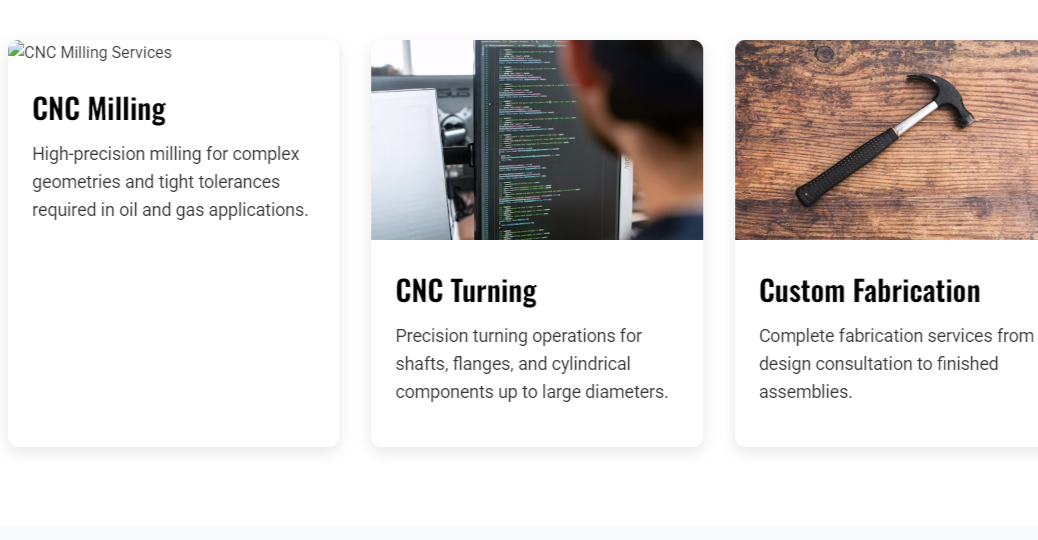 CNC Milling Services
CNC Milling
High-precision milling for complex
geometries and tight tolerances
required in oil and gas applications.
CNC Turning
Precision turning operations for
shafts, flanges, and cylindrical
components up to large diameters.
Custom Fabrication
Complete fabrication services from
design consultation to finished
assemblies.